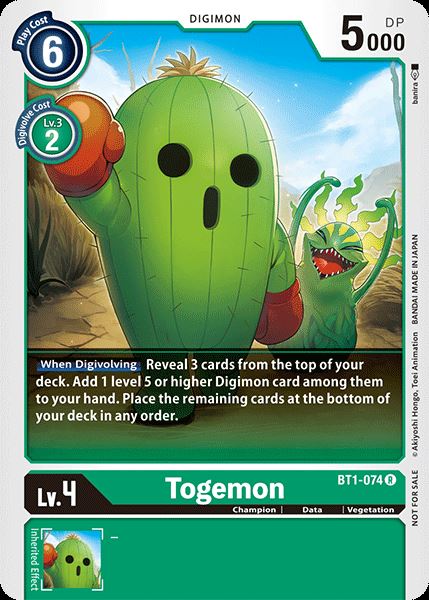 Play Cost
6
DIGIMON
DP
5000
Digivolve Cost
Lv.3
2
banira
When Digivolving Reveal 3 cards from the top of your
deck. Add 1 level 5 or higher Digimon card among them
to your hand. Place the remaining cards at the bottom of
your deck in any order.
©Akiyoshi Hongo, Toei Animation BANDAI MADE IN JAPAN
NOT FOR SALE
Lv.4
Togemon
BT1-074 R
Champion | Data | Vegetation
Inherited Effect
–